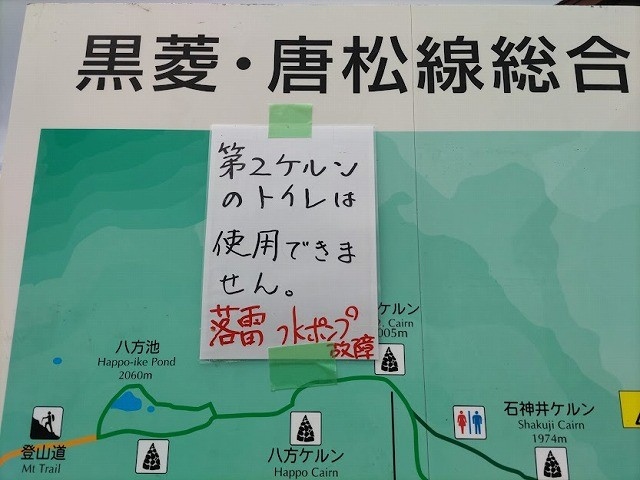 黒菱・唐松線総合
第2ケルン
のトイレは
使用できま
せん。
落雷 水ポンプ
故障
ケルン
Cairn
005m
八方池
Happo-ike Pond
2060m
登山道
Mt Trail
八方ケルン
Happo Cairn
石神井ケルン
Shakuji Cairn
1974m